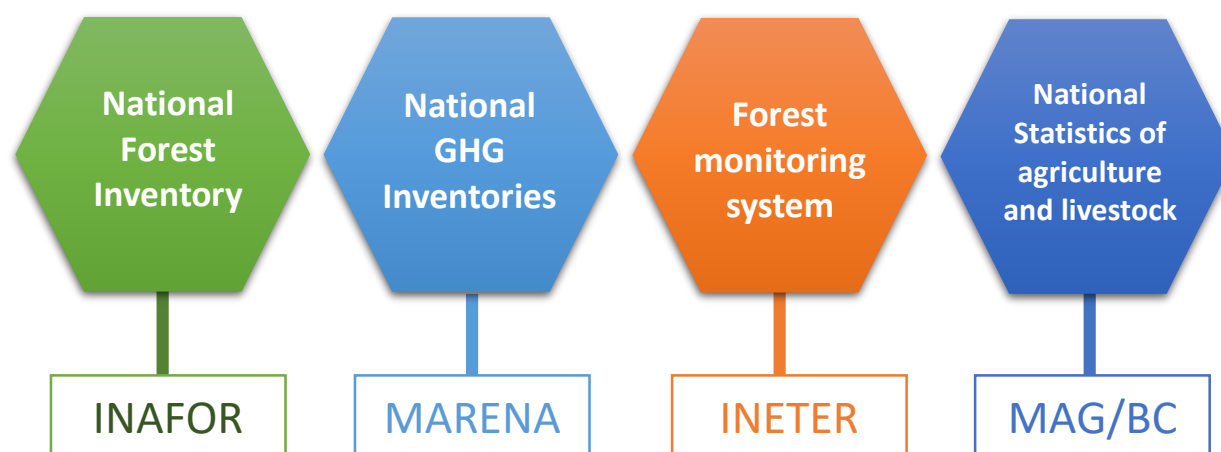 National
Forest
Inventory
National
GHG
Inventories
Forest
monitoring
system
National
Statistics of
agriculture
and livestock
INAFOR
MARENA
INETER
MAG/BC